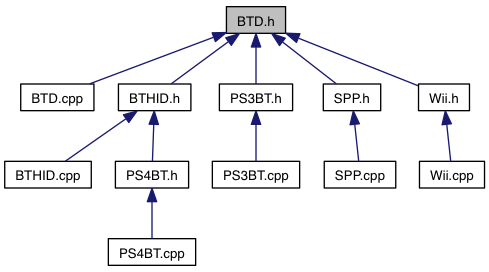 BTD.h
BTD.cpp
BTHID.h
PS3BT.h
SPP.h
Wii.h
BTHID.cpp
PS4BT.h
PS3BT.cpp
SPP.cpp
Wii.cpp
PS4BT.cpp